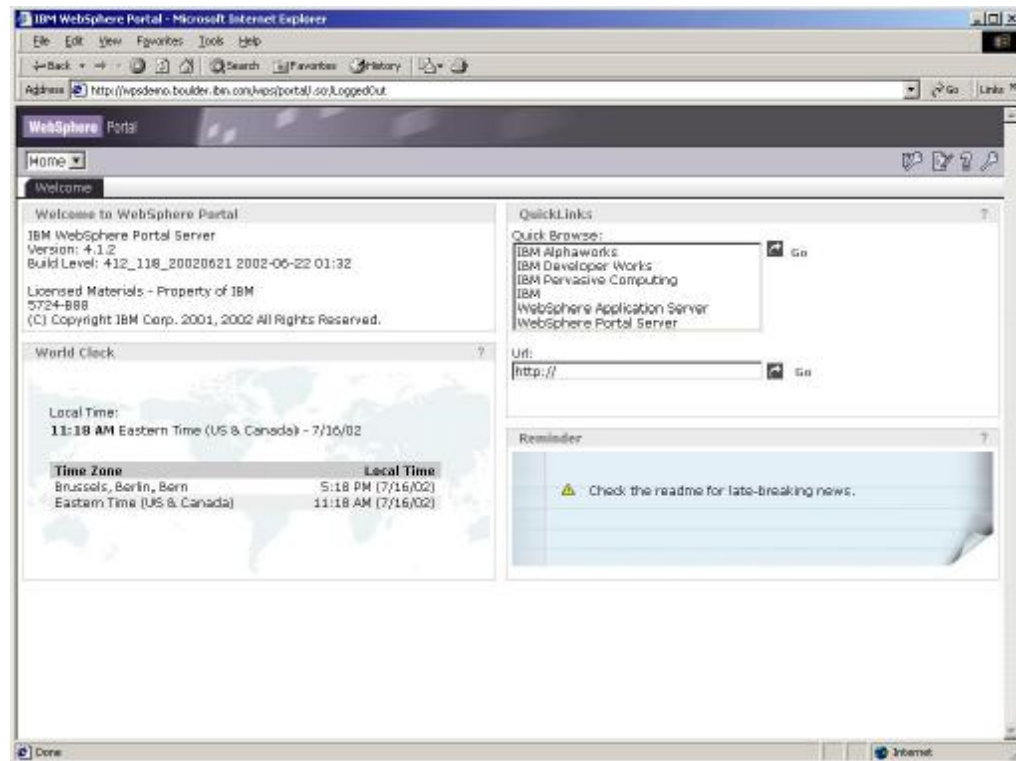 IBM WebSphere Portal - Microsoft Internet Explorer
File Edit View Favorites Tools Help
Back Search Favorites History
Address http://wpsdemo.boulder.ibm.com/wps/portal/.scr/LoggedOut Go Links
WebSphere Portal
Home
Welcome
Welcome to WebSphere Portal ?
IBM WebSphere Portal Server
Version: 4.1.2
Build Level: 412_118_20020621 2002-06-22 01:32
Licensed Materials - Property of IBM
5724-B88
(C) Copyright IBM Corp. 2001, 2002 All Rights Reserved.
World Clock ?
Local Time:
11:18 AM Eastern Time (US & Canada) - 7/16/02
Time Zone Local Time
Brussels, Berlin, Bern 5:18 PM (7/16/02)
Eastern Time (US & Canada) 11:18 AM (7/16/02)
QuickLinks ?
Quick Browse:
IBM Alphaworks Go
IBM Developer Works
IBM Pervasive Computing
IBM
WebSphere Application Server
WebSphere Portal Server
Url:
http:// Go
Reminder ?
Check the readme for late-breaking news.
Done Internet